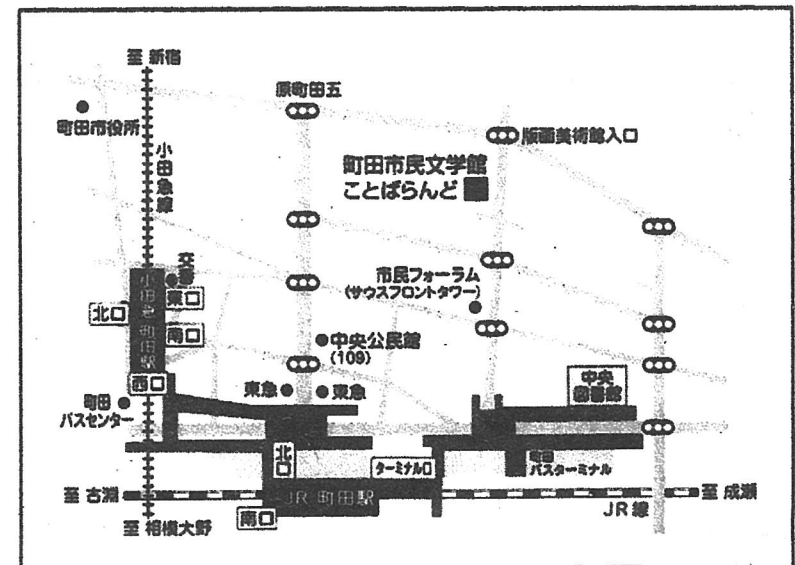 至 新宿
原町田五
町田市役所
版画美術館入口
小田急線
町田市民文学館
ことばらんど
交番
市民フォーラム
(サウスフロントタワー)
小田急 町田駅
東口
北口
南口
中央公民館
(109)
西口
東急
東急
中央
図書館
町田
バスセンター
北口
ターミナル口
町田
バスターミナル
至 古淵
JR 町田駅
至 成瀬
JR線
南口
至 相模大野